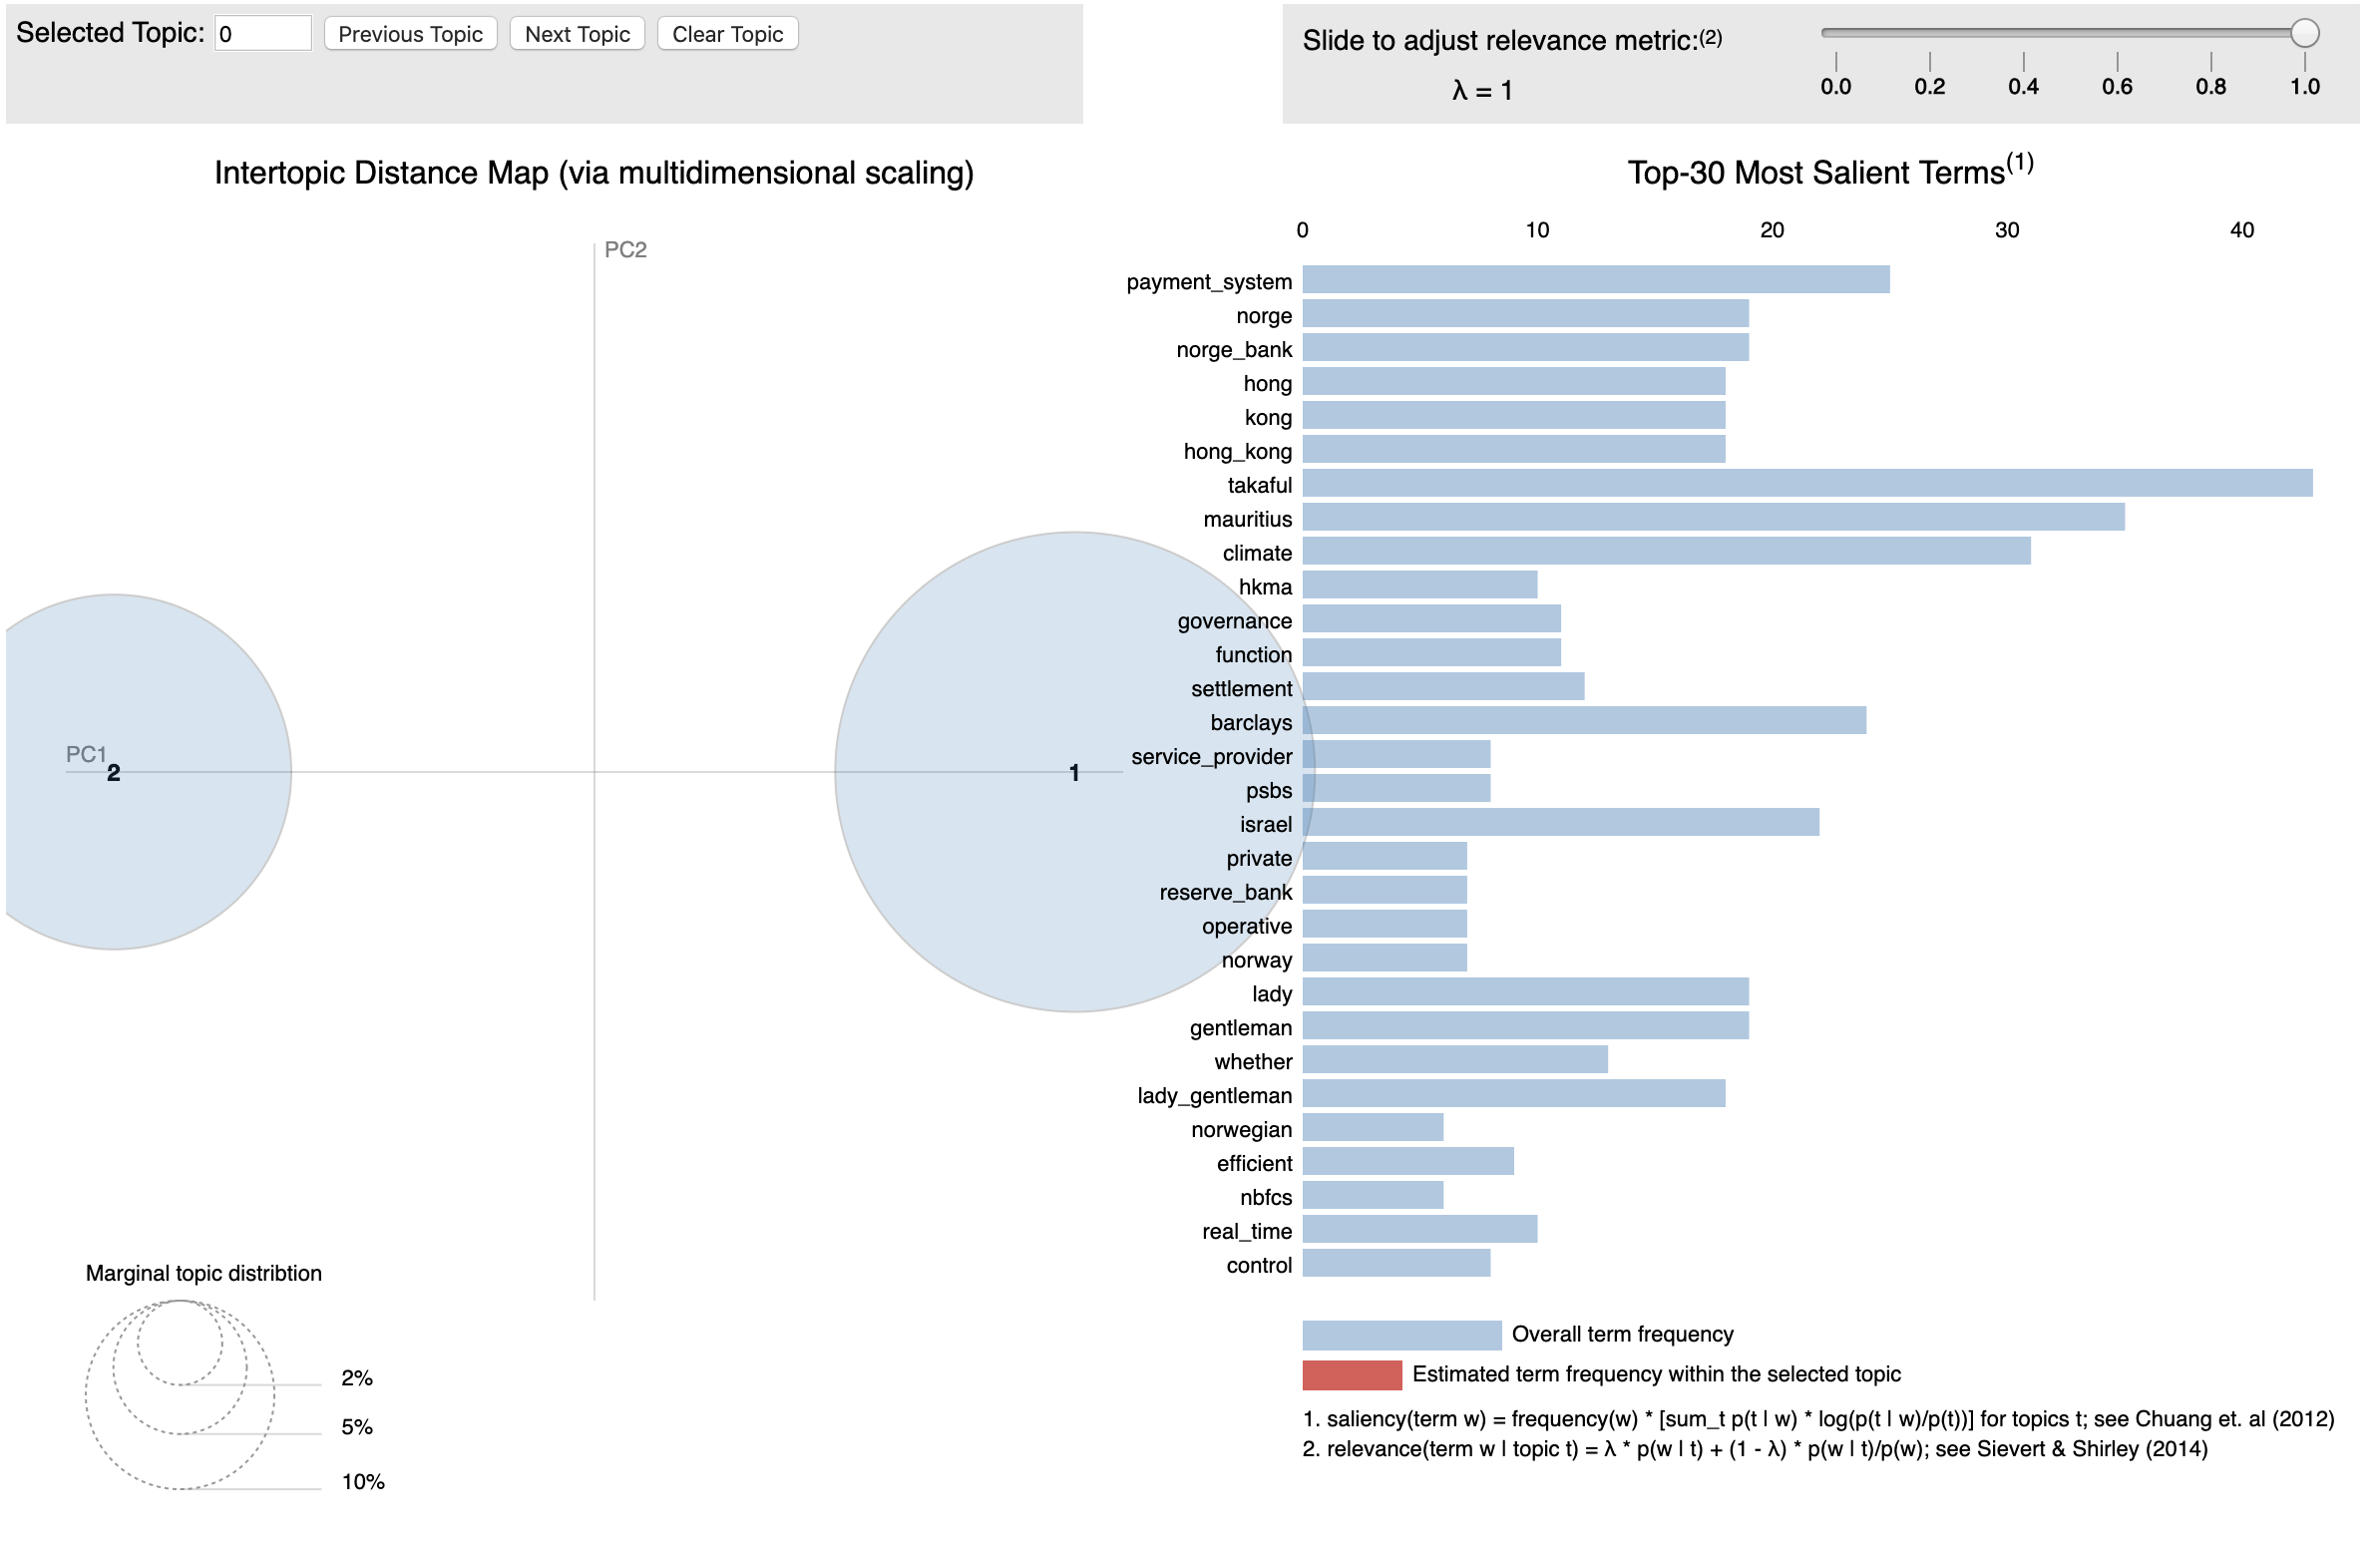 Selected Topic: 0 Previous Topic Next Topic Clear Topic
Slide to adjust relevance metric:(2)
λ = 1
0.0 0.2 0.4 0.6 0.8 1.0
Intertopic Distance Map (via multidimensional scaling)
PC2
PC1
2
1
Marginal topic distribtion
2%
5%
10%
Top-30 Most Salient Terms(1)
0 10 20 30 40
payment_system
norge
norge_bank
hong
kong
hong_kong
takaful
mauritius
climate
hkma
governance
function
settlement
barclays
service_provider
psbs
israel
private
reserve_bank
operative
norway
lady
gentleman
whether
lady_gentleman
norwegian
efficient
nbfcs
real_time
control
Overall term frequency
Estimated term frequency within the selected topic
1. saliency(term w) = frequency(w) * [sum_t p(t | w) * log(p(t | w)/p(t))] for topics t; see Chuang et. al (2012)
2. relevance(term w | topic t) = λ * p(w | t) + (1 - λ) * p(w | t)/p(w); see Sievert & Shirley (2014)